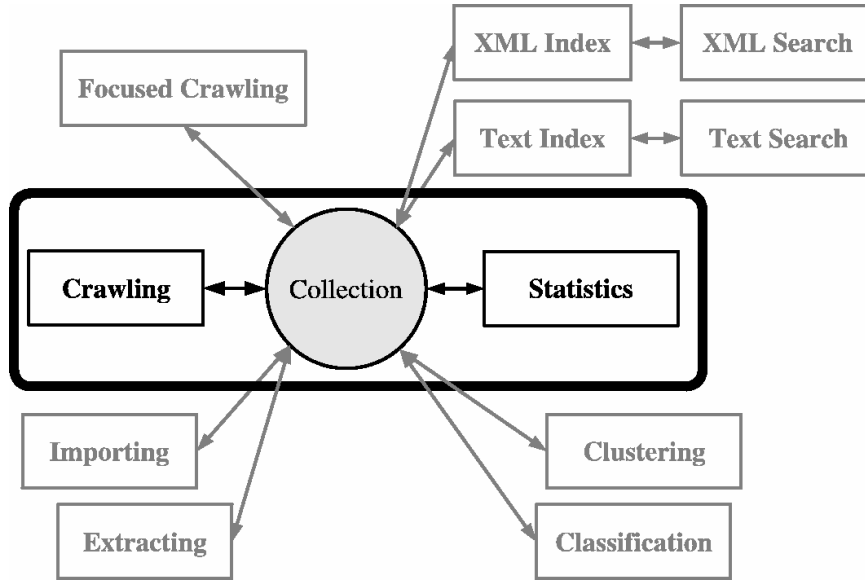 XML Index
XML Search
Focused Crawling
Text Index
Text Search
Crawling
Collection
Statistics
Importing
Clustering
Extracting
Classification